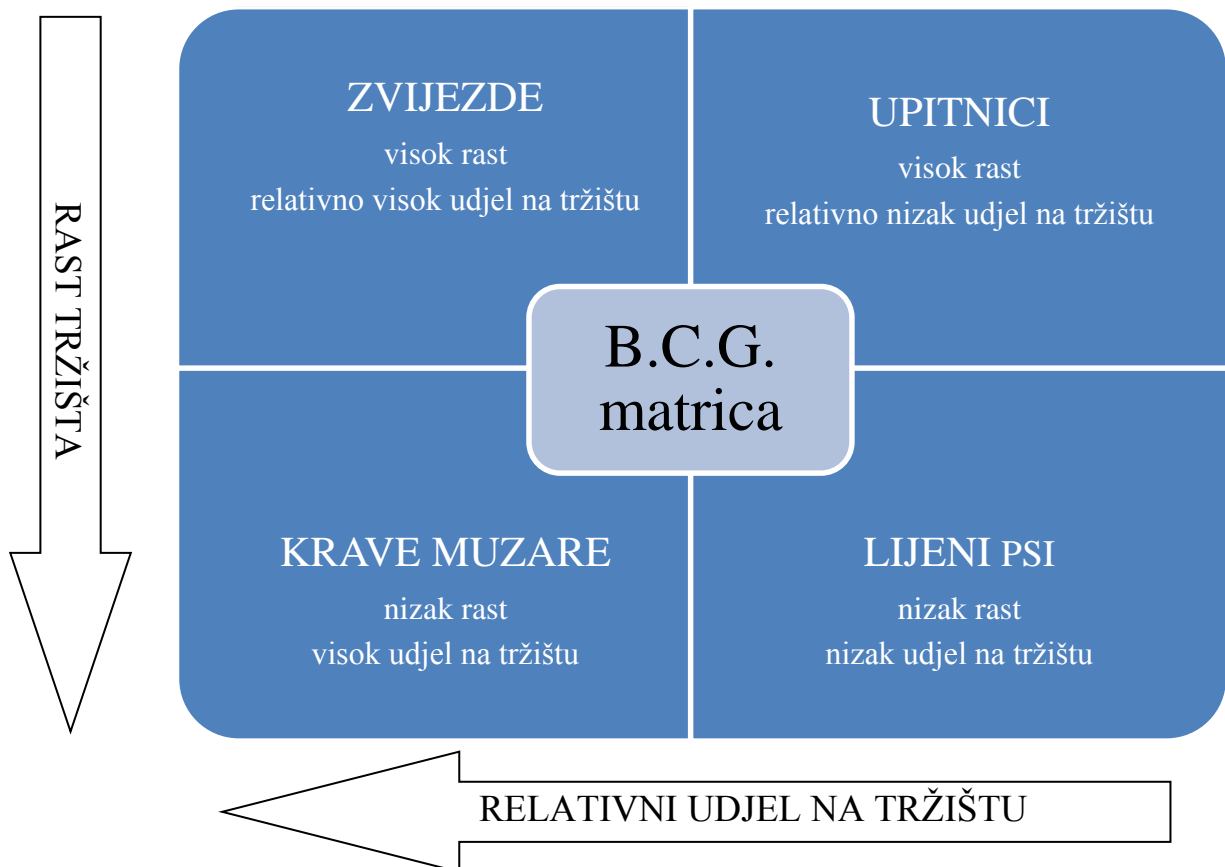 ZVIJEZDE
visok rast
relativno visok udjel na tržištu
UPITNICI
visok rast
relativno nizak udjel na tržištu
RAST TRŽIŠTA
B.C.G.
matrica
KRAVE MUZARE
nizak rast
visok udjel na tržištu
LIJENI PSI
nizak rast
nizak udjel na tržištu
RELATIVNI UDJEL NA TRŽIŠTU